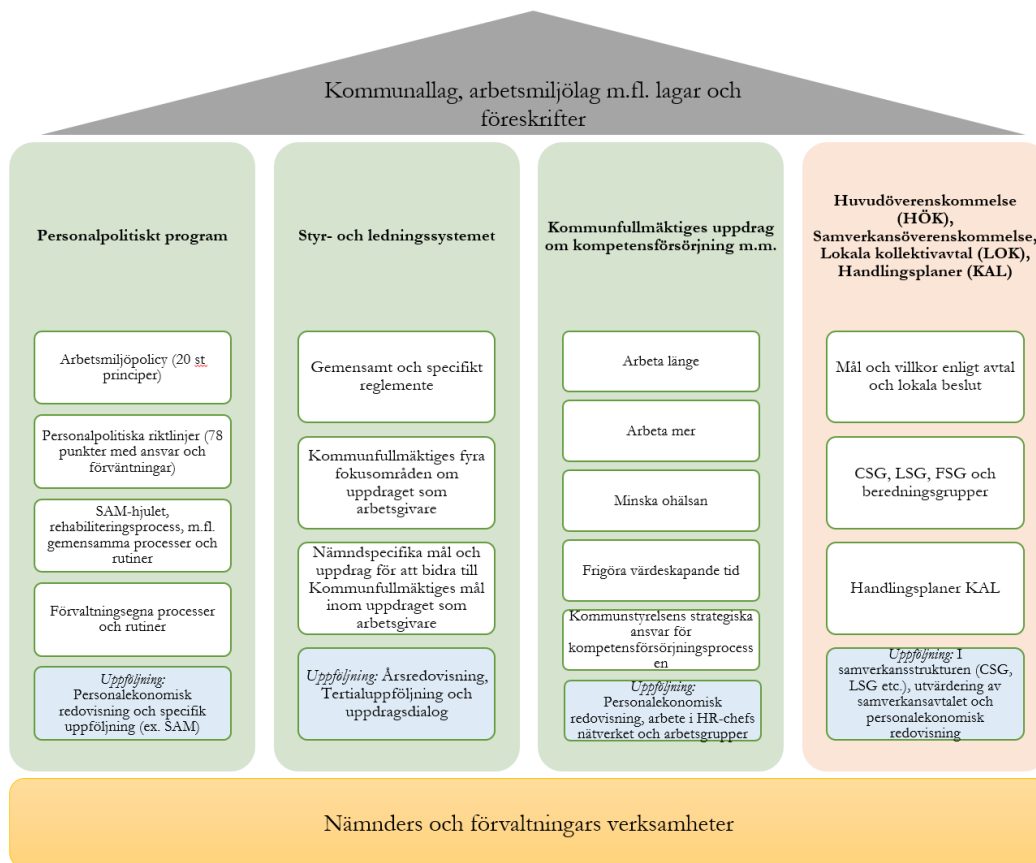 Kommunallag, arbetsmiljölag m.fl. lagar och
föreskrifter
Personalpolitiskt program
Arbetsmiljöpolicy (20 st
principer)
Personalpolitiska riktlinjer (78
punkter med ansvar och
förväntningar)
SAM-hjulet,
rehabiliteringsprocess, m.fl.
gemensamma processer och
rutiner
Förvaltningsegna processer
och rutiner
Uppföljning:
Personalekonomisk
redovisning och specifik
uppföljning (ex. SAM)
Styr- och ledningssystemet
Gemensamt och specifikt
reglemente
Kommunfullmäktiges fyra
fokusområden om
uppdraget som
arbetsgivare
Nämndspecifika mål och
uppdrag för att bidra till
Kommunfullmäktiges mål
inom uppdraget som
arbetsgivare
Uppföljning: Årsredovisning,
Tertialuppföljning och
uppdragsdialog
Kommunfullmäktiges uppdrag
om kompetensförsörjning m.m.
Arbeta länge
Arbeta mer
Minska ohälsan
Frigöra värdeskapande tid
Kommunstyrelsens strategiska
ansvar för
kompetensförsörjningsprocess
en
Uppföljning:
Personalekonomisk
redovisning, arbete i HR-chefs
nätverket och arbetsgrupper
Huvudöverenskommelse
(HÖK),
Samverkansöverenskommelse,
Lokala kollektivavtal (LOK),
Handlingsplaner (KAL)
Mål och villkor enligt avtal
och lokala beslut
CSG, LSG, FSG och
beredningsgrupper
Handlingsplaner KAL
Uppföljning: I
samverkansstrukturen (CSG,
LSG etc.), utvärdering av
samverkansavtalet och
personalekonomisk
redovisning
Nämnders och förvaltningars verksamheter